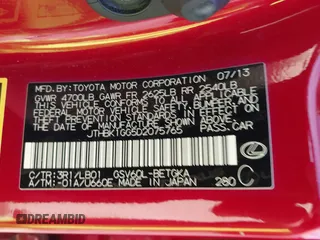 MFD.BY: TOYOTA MOTOR CORPORATION 07/13
GVWR 4700LB GAWR FR 2625LB RR 2540LB
THIS VEHICLE CONFORMS TO ALL APPLICABLE
FEDERAL MOTOR VEHICLE SAFETY, BUMPER, AND
THEFT PREVENTION STANDARDS IN EFFECT ON
THE DATE OF MANUFACTURE SHOWN ABOVE.
JTHBK1GG5D2075765 PASS.CAR
C/TR:3R1/LB01 GSV60L-BETGKA
A/TM:-01A/U660E MADE IN JAPAN 280 C
DREAMBID